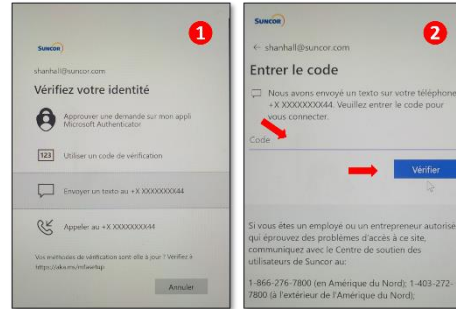 SUNCOR
1
shanhall@suncor.com
Vérifiez votre identité
Approuver une demande sur mon appli
Microsoft Authenticator
123 Utiliser un code de vérification
Envoyer un texto au +X XXXXXXXX44
Appeler au +X XXXXXXXX44
Vos méthodes de vérification sont elle à jour ? Vérifiez à
https://aka.ms/mfasetup
Annuler
SUNCOR
2
← shanhall@suncor.com
Entrer le code
Nous avons envoyé un texto sur votre téléphone
+X XXXXXXXX44. Veuillez entrer le code pour
vous connecter.
Code
Vérifier
Si vous êtes un employé ou un entrepreneur autorisé
qui éprouvez des problèmes d'accès à ce site,
communiquez avec le Centre de soutien des
utilisateurs de Suncor au:
1-866-276-7800 (en Amérique du Nord); 1-403-272-
7800 (à l'extérieur de l'Amérique du Nord);